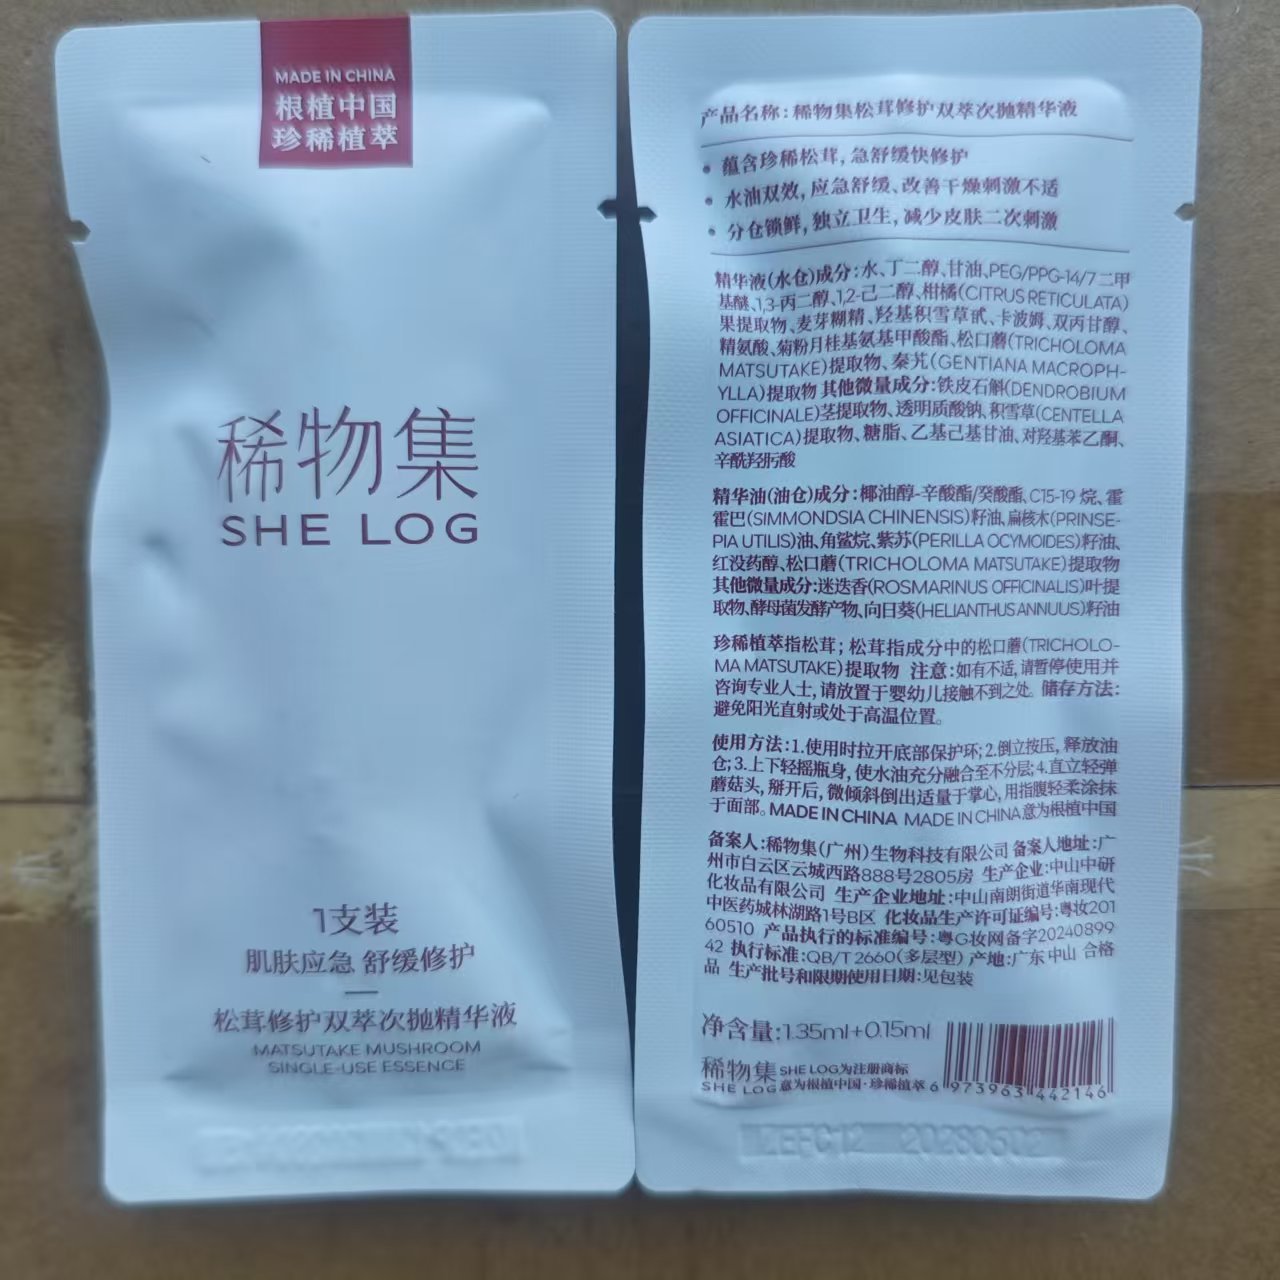 MADE IN CHINA
根植中国
珍稀植萃
稀物集
SHE LOG
1支装
肌肤应急 舒缓修护
松茸修护双萃次抛精华液
MATSUTAKE MUSHROOM
SINGLE-USE ESSENCE
产品名称:稀物集松茸修护双萃次抛精华液
• 蕴含珍稀松茸,急舒缓快修护
• 水油双效,应急舒缓、改善干燥刺激不适
• 分仓锁鲜,独立卫生,减少皮肤二次刺激
精华液(水仓)成分:水、丁二醇、甘油、PEG/PPG-14/7 二甲
基醚、1,3-丙二醇、1,2-己二醇、柑橘(CITRUS RETICULATA)
果提取物、麦芽糊精、羟基积雪草甙、卡波姆、双丙甘醇、
精氨酸、菊粉月桂基氨基甲酸酯、松口蘑(TRICHOLOMA
MATSUTAKE)提取物、秦艽(GENTIANA MACROPH-
YLLA)提取物 其他微量成分:铁皮石斛(DENDROBIUM
OFFICINALE)茎提取物、透明质酸钠、积雪草(CENTELLA
ASIATICA)提取物、糖脂、乙基己基甘油、对羟基苯乙酮、
辛酰羟肟酸
精华油(油仓)成分:椰油醇-辛酸酯/癸酸酯、C15-19 烷、霍
霍巴(SIMMONDSIA CHINENSIS)籽油、扁核木(PRINSE-
PIA UTILIS)油、角鲨烷、紫苏(PERILLA OCYMOIDES)籽油、
红没药醇、松口蘑(TRICHOLOMA MATSUTAKE)提取物
其他微量成分:迷迭香(ROSMARINUS OFFICINALIS)叶提
取物、酵母菌发酵产物、向日葵(HELIANTHUS ANNUUS)籽油
珍稀植萃指松茸;松茸指成分中的松口蘑(TRICHOLO-
MA MATSUTAKE)提取物 注意:如有不适,请暂停使用并
咨询专业人士,请放置于婴幼儿接触不到之处。储存方法:
避免阳光直射或处于高温位置。
使用方法:1.使用时拉开底部保护环;2.倒立按压,释放油
仓;3.上下轻摇瓶身,使水油充分融合至不分层;4.直立轻弹
蘑菇头,掰开后,微倾斜倒出适量于掌心,用指腹轻柔涂抹
于面部。MADE IN CHINA MADE IN CHINA意为根植中国
备案人:稀物集(广州)生物科技有限公司 备案人地址:广
州市白云区云城西路888号2805房 生产企业:中山中研
化妆品有限公司 生产企业地址:中山南朗街道华南现代
中医药城林湖路1号B区 化妆品生产许可证编号:粤妆201
60510 产品执行的标准编号:粤G妆网备字20240899
42 执行标准:QB/T 2660(多层型) 产地:广东 中山 合格
品 生产批号和限期使用日期:见包装
净含量:1.35ml+0.15ml
稀物集 SHE LOG为注册商标
SHE LOG 意为根植中国·珍稀植萃
6 973963 442146
ZEFC12 20280502